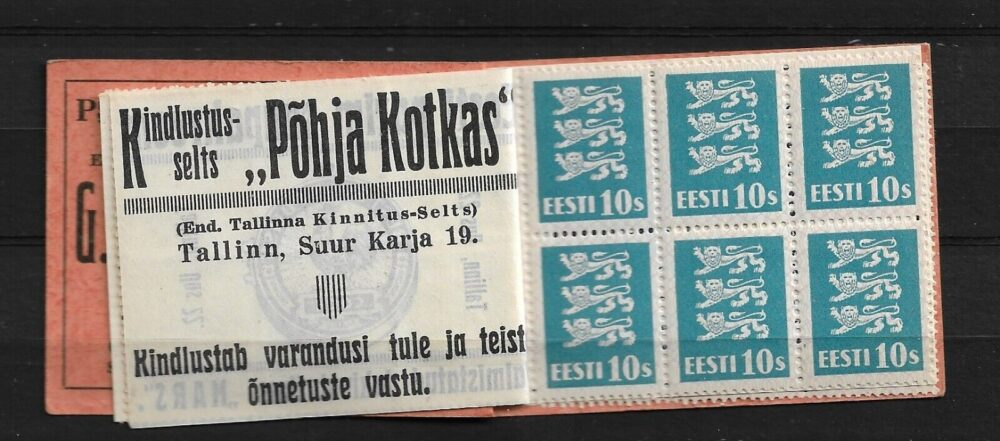 Kindlustus-
selts „Põhja Kotkas“
(End. Tallinna Kinnitus-Selts)
Tallinn, Suur Karja 19.
Kindlustab varandusi tule ja teist
õnnetuste vastu.
EESTI 10s EESTI 10s EESTI 10s
EESTI 10s EESTI 10s EESTI 10s
P
E
G.
"MARS".